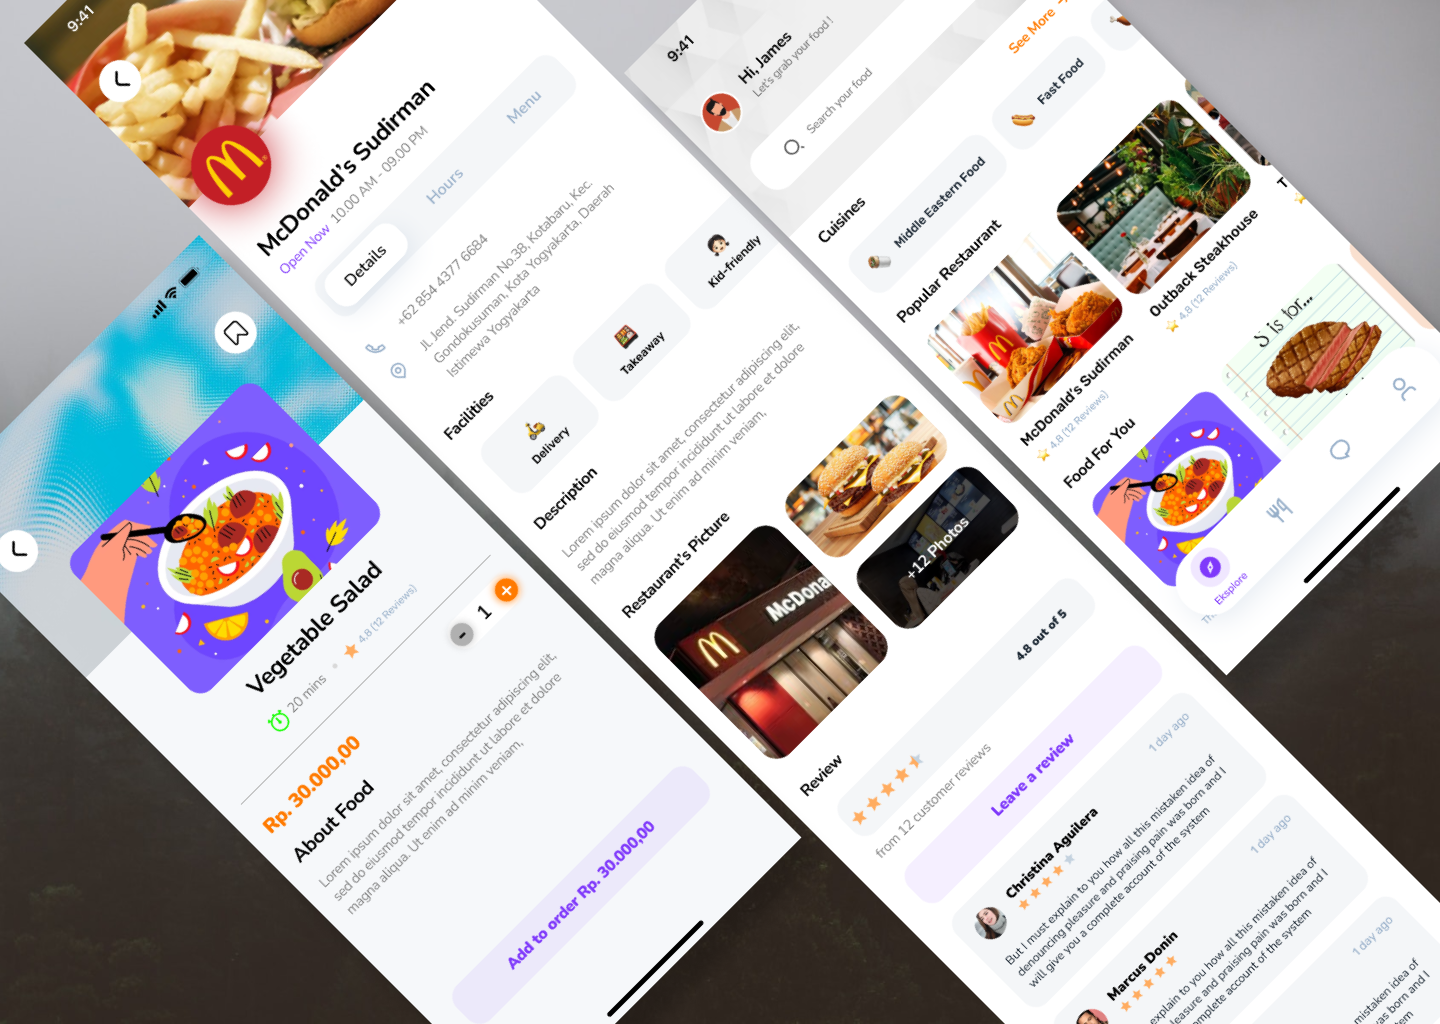 9:41
McDonald's Sudirman
Open Now 10.00 AM - 09.00 PM
Details
Hours
Menu
+62 854 4377 6684
Jl. Jend. Sudirman No.38, Kotabaru, Kec.
Gondokusuman, Kota Yogyakarta, Daerah
Istimewa Yogyakarta
Facilities
Delivery
Takeaway
Kid-friendly
Description
Lorem ipsum dolor sit amet, consectetur adipiscing elit,
sed do eiusmod tempor incididunt ut labore et dolore
magna aliqua. Ut enim ad minim veniam,
Restaurant's Picture
McDona
+12 Photos
Review
4.8 out of 5
from 12 customer reviews
Leave a review
Christina Aguilera
1 day ago
But I must explain to you how all this mistaken idea of
denouncing pleasure and praising pain was born and I
will give you a complete account of the system
Marcus Donin
1 day ago
explain to you how all this mistaken idea of
pleasure and praising pain was born and I
complete account of the system
1 day ago
mistaken idea of
was born and I
Vegetable Salad
20 mins
4.8 (12 Reviews)
- 1 +
Rp. 30.000,00
About Food
Lorem ipsum dolor sit amet, consectetur adipiscing elit,
sed do eiusmod tempor incididunt ut labore et dolore
magna aliqua. Ut enim ad minim veniam,
Add to order Rp. 30.000,00
9:41
Hi, James
Let's grab your food !
Search your food
Cuisines
See More
Middle Eastern Food
Fast Food
Popular Restaurant
McDonald's Sudirman
4.8 (12 Reviews)
Outback Steakhouse
4.8 (12 Reviews)
T
Food For You
S is for...
Eksplore